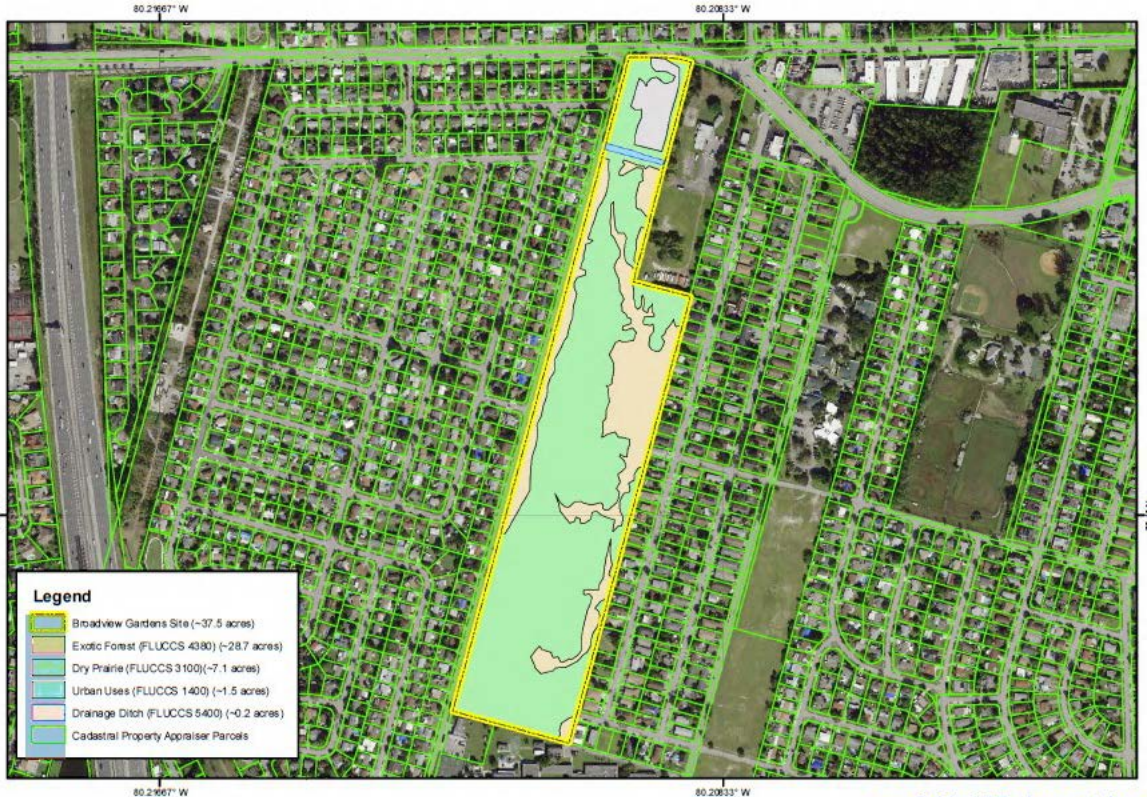 80.21667° W
80.20833° W
Legend
Broadview Gardens Site (~37.5 acres)
Exotic Forest (FLUCCS 4380) (~28.7 acres)
Dry Prairie (FLUCCS 3100)(~7.1 acres)
Urban Uses (FLUCCS 1400) (~1.5 acres)
Drainage Ditch (FLUCCS 5400) (~0.2 acres)
Cadastral Property Appraiser Parcels
80.21667° W
80.20833° W